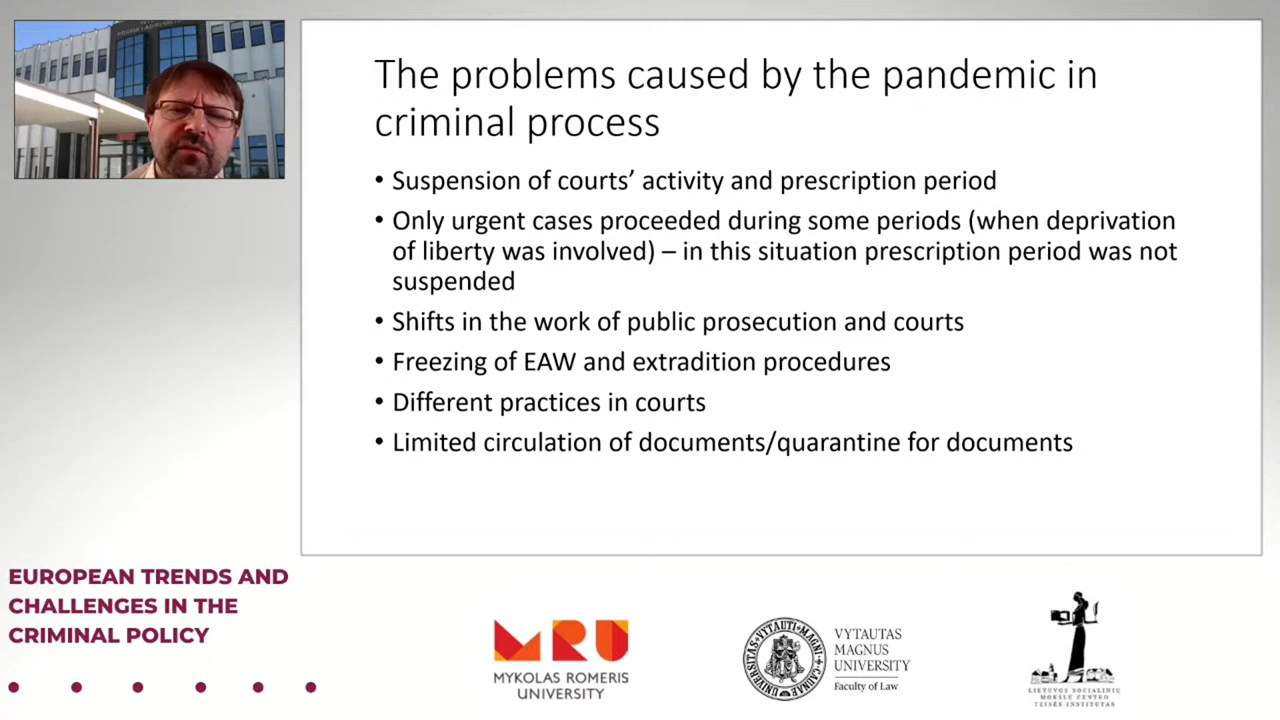 The problems caused by the pandemic in
criminal process
• Suspension of courts’ activity and prescription period
• Only urgent cases proceeded during some periods (when deprivation
of liberty was involved) – in this situation prescription period was not
suspended
• Shifts in the work of public prosecution and courts
• Freezing of EAW and extradition procedures
• Different practices in courts
• Limited circulation of documents/quarantine for documents
EUROPEAN TRENDS AND
CHALLENGES IN THE
CRIMINAL POLICY
MRU
MYKOLAS ROMERIS
UNIVERSITY
VYTAUTAS
MAGNUS
UNIVERSITY
Faculty of Law
LIETUVOS SOCIALINIŲ
MOKSLŲ CENTRO
TEISĖS INSTITUTAS